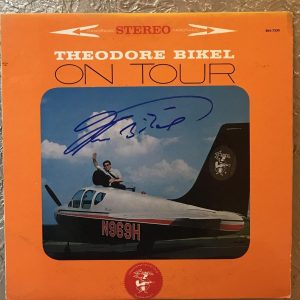 STEREO
THEODORE BIKEL
ON TOUR
N969H